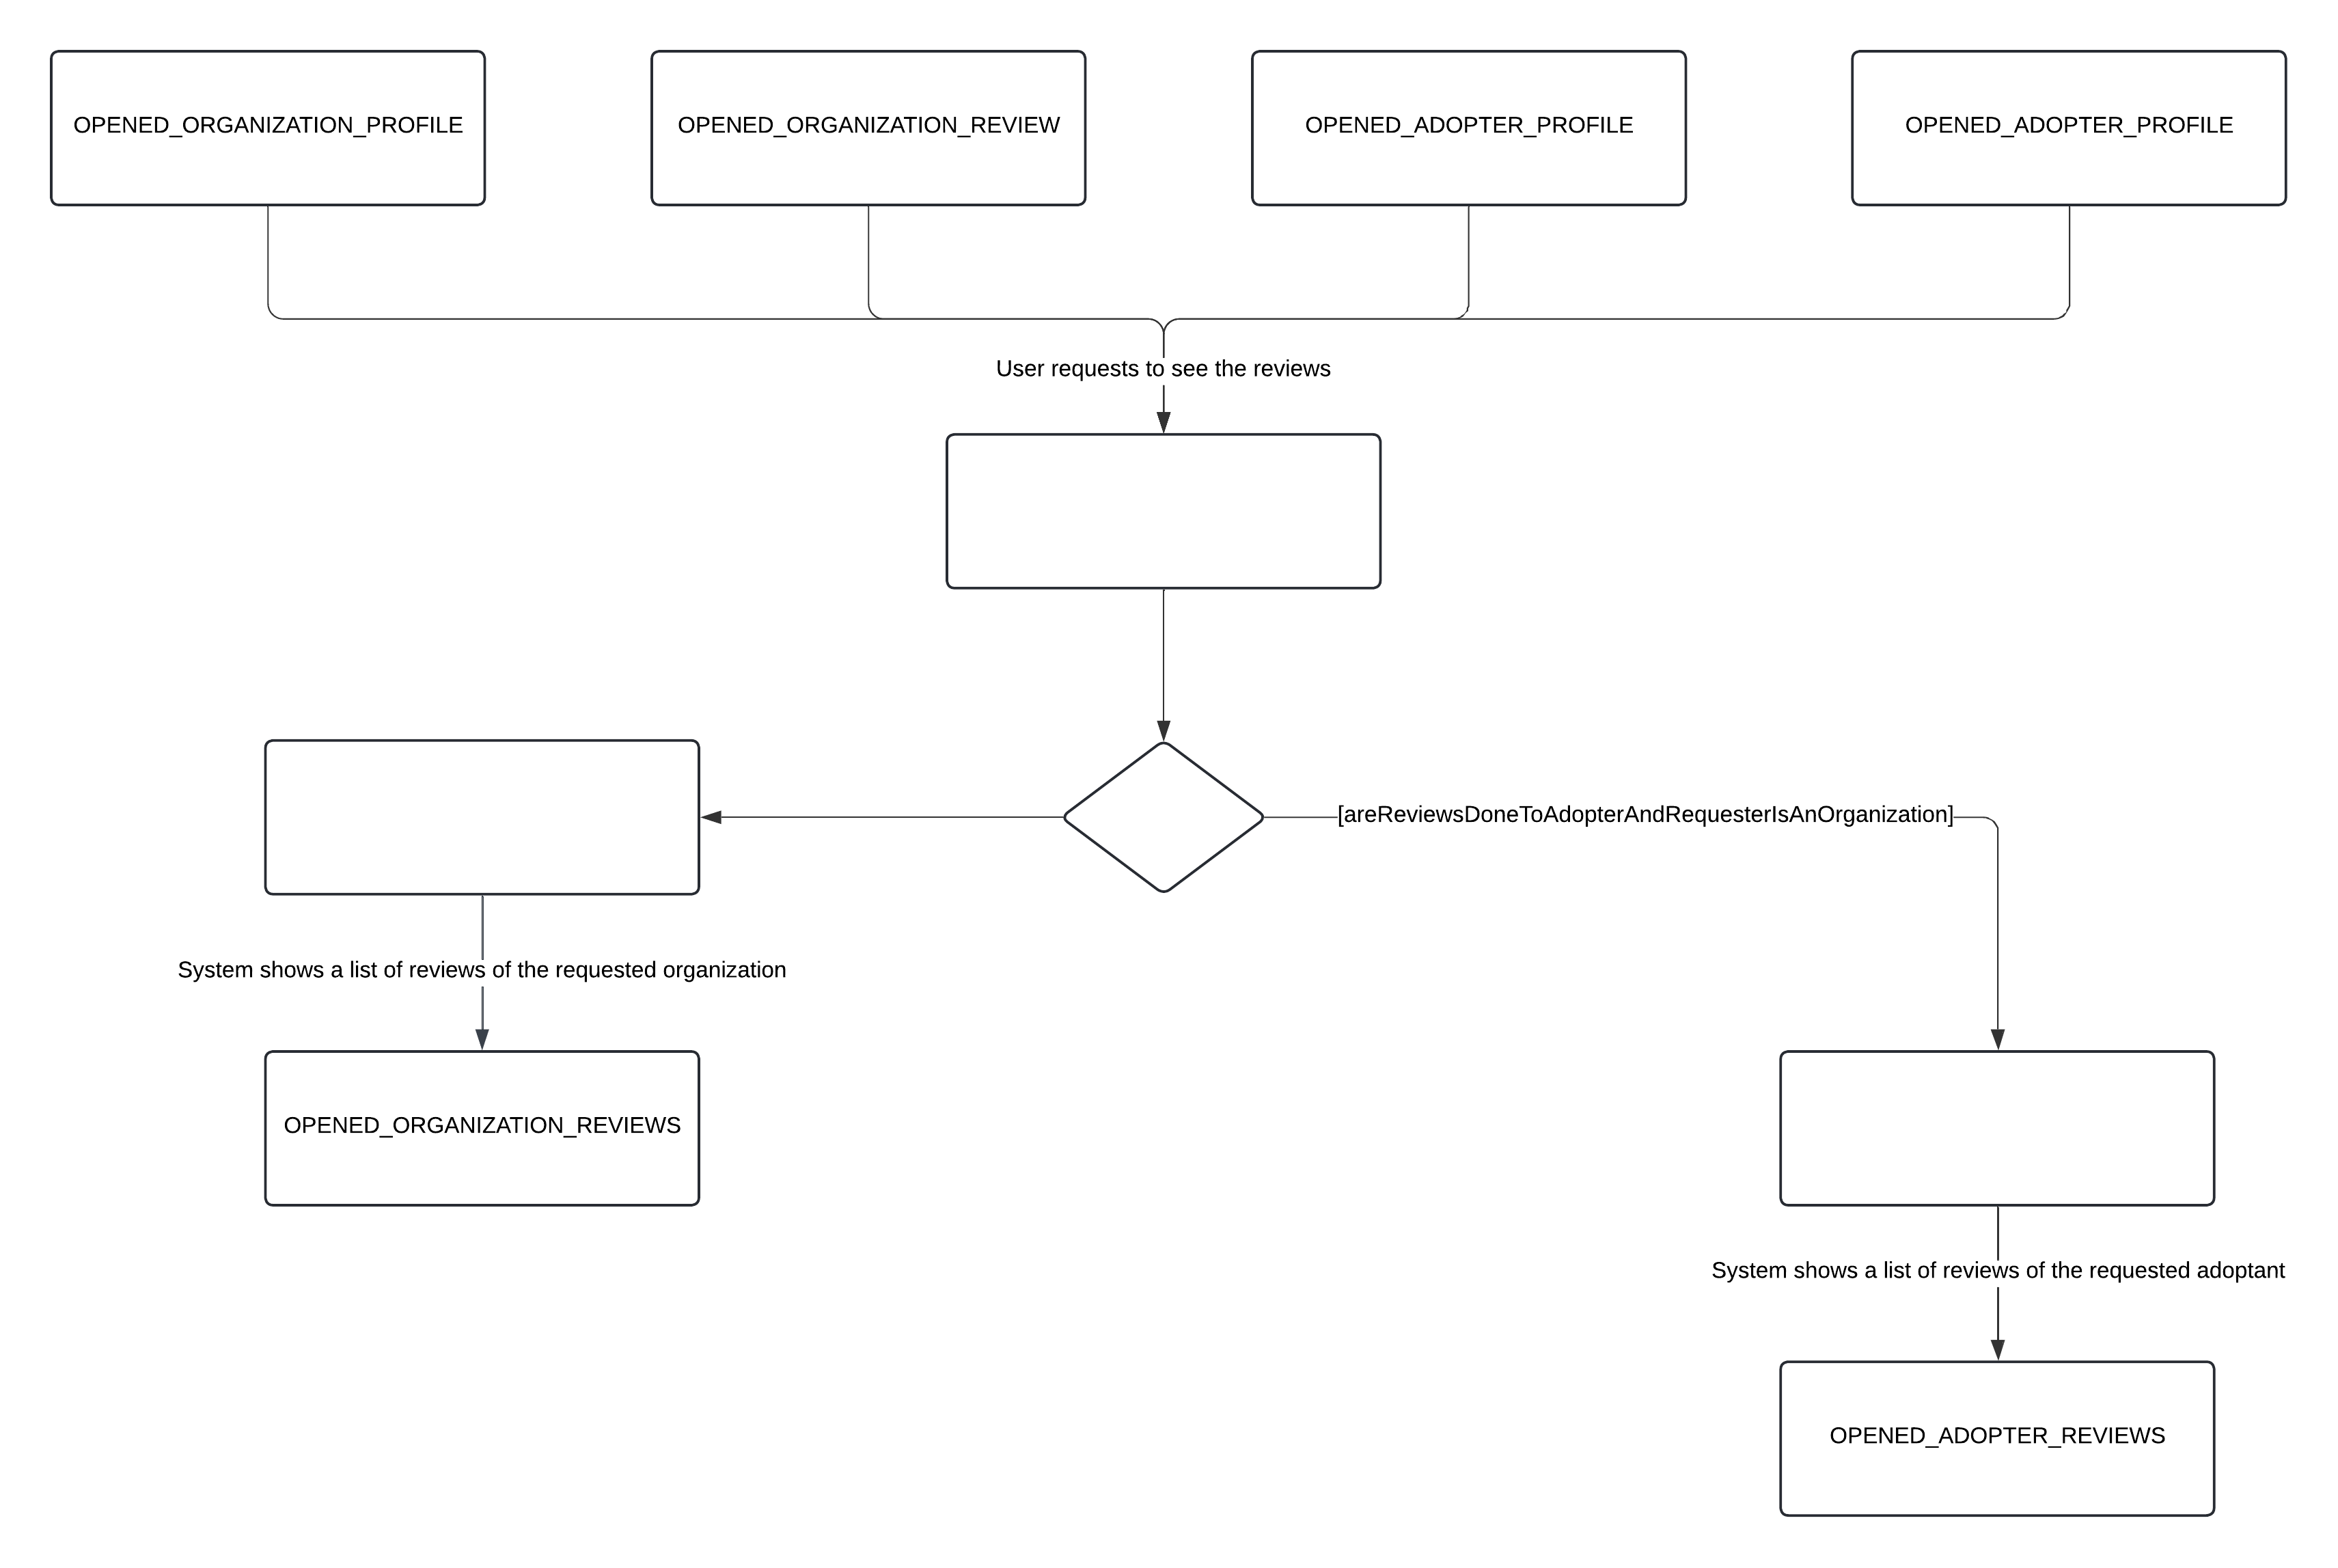 OPENED_ORGANIZATION_PROFILE
OPENED_ORGANIZATION_REVIEW
OPENED_ADOPTER_PROFILE
OPENED_ADOPTER_PROFILE
User requests to see the reviews
[areReviewsDoneToAdopterAndRequesterIsAnOrganization]
System shows a list of reviews of the requested organization
OPENED_ORGANIZATION_REVIEWS
System shows a list of reviews of the requested adoptant
OPENED_ADOPTER_REVIEWS